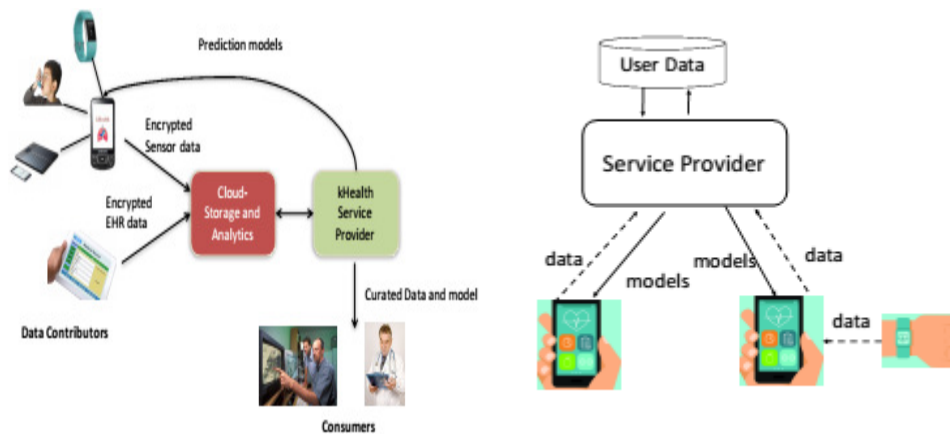 Prediction models
Encrypted
Sensor data
Encrypted
EHR data
Cloud-
Storage and
Analytics
kHealth
Service
Provider
Curated Data and model
Data Contributors
Consumers
User Data
Service Provider
data
models
models
data
data